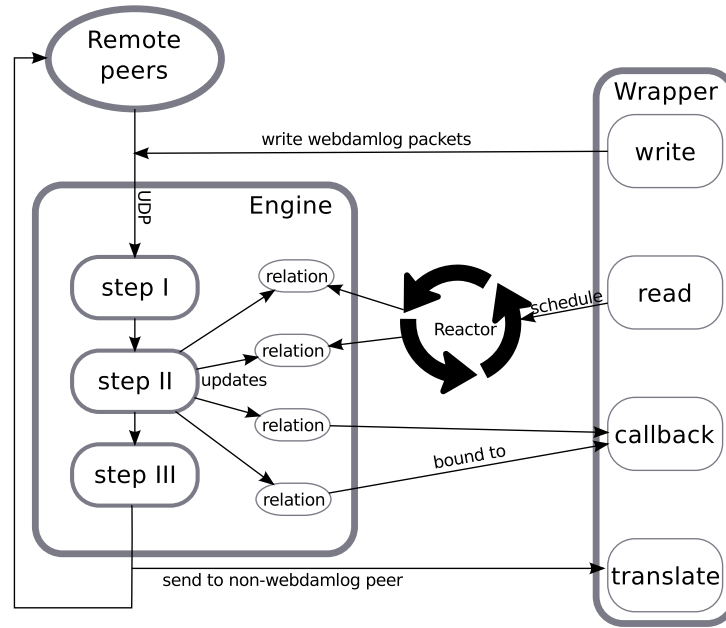 Remote
peers
Wrapper
write webdamlog packets
write
UDP
Engine
step I
relation
schedule
read
Reactor
relation
step II
updates
relation
callback
bound to
step III
relation
send to non-webdamlog peer
translate